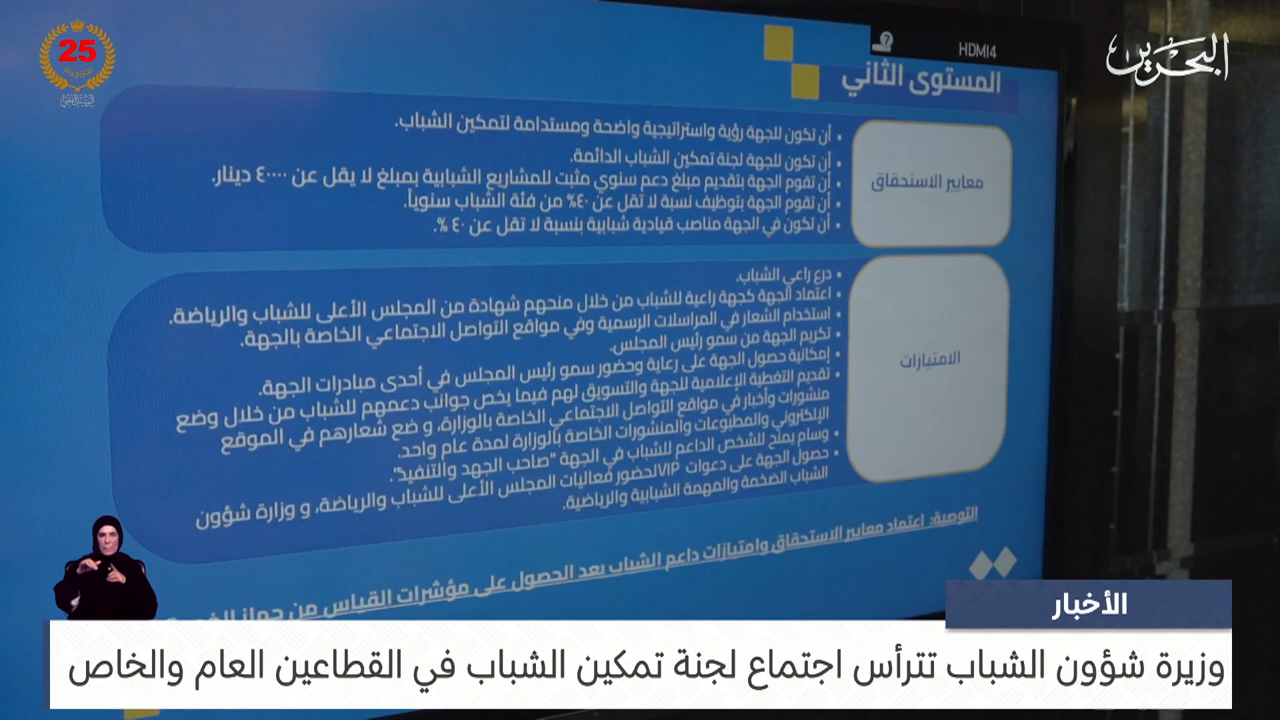 25
البحرين
HDMI4
المستوى الثاني
معايير الاستحقاق
• أن تكون للجهة رؤية واستراتيجية واضحة ومستدامة لتمكين الشباب.
• أن تكون للجهة لجنة تمكين الشباب الدائمة.
• أن تقوم الجهة بتقديم مبلغ دعم سنوي مثبت للمشاريع الشبابية بمبلغ لا يقل عن ٤٠٠٠٠ دينار.
• أن تقوم الجهة بتوظيف نسبة لا تقل عن ٤٠% من فئة الشباب سنوياً.
• أن تكون في الجهة مناصب قيادية شبابية بنسبة لا تقل عن ٤٠ %.
الامتيازات
• درع راعي الشباب.
• اعتماد الجهة كجهة راعية للشباب من خلال منحهم شهادة من المجلس الأعلى للشباب والرياضة.
• استخدام الشعار في المراسلات الرسمية وفي مواقع التواصل الاجتماعي الخاصة بالجهة.
• تكريم الجهة من سمو رئيس المجلس.
• إمكانية حصول الجهة على رعاية وحضور سمو رئيس المجلس في أحدى مبادرات الجهة.
• تقديم التغطية الإعلامية للجهة والتسويق لهم فيما يخص جوانب دعمهم للشباب من خلال وضع
منشورات وأخبار في مواقع التواصل الاجتماعي الخاصة بالوزارة، و ضع شعارهم في الموقع
الإلكتروني والمطبوعات والمنشورات الخاصة بالوزارة لمدة عام واحد.
• وسام يمنح للشخص الداعم للشباب في الجهة "صاحب الجهد والتنفيذ".
• حصول الجهة على دعوات VIP لحضور فعاليات المجلس الأعلى للشباب والرياضة، و وزارة شؤون
الشباب الضخمة والمهمة الشبابية والرياضية.
التوصية: اعتماد معايير الاستحقاق وامتيازات داعم الشباب بعد الحصول على مؤشرات القياس من جهاز
الأخبار
وزيرة شؤون الشباب تترأس اجتماع لجنة تمكين الشباب في القطاعين العام والخاص